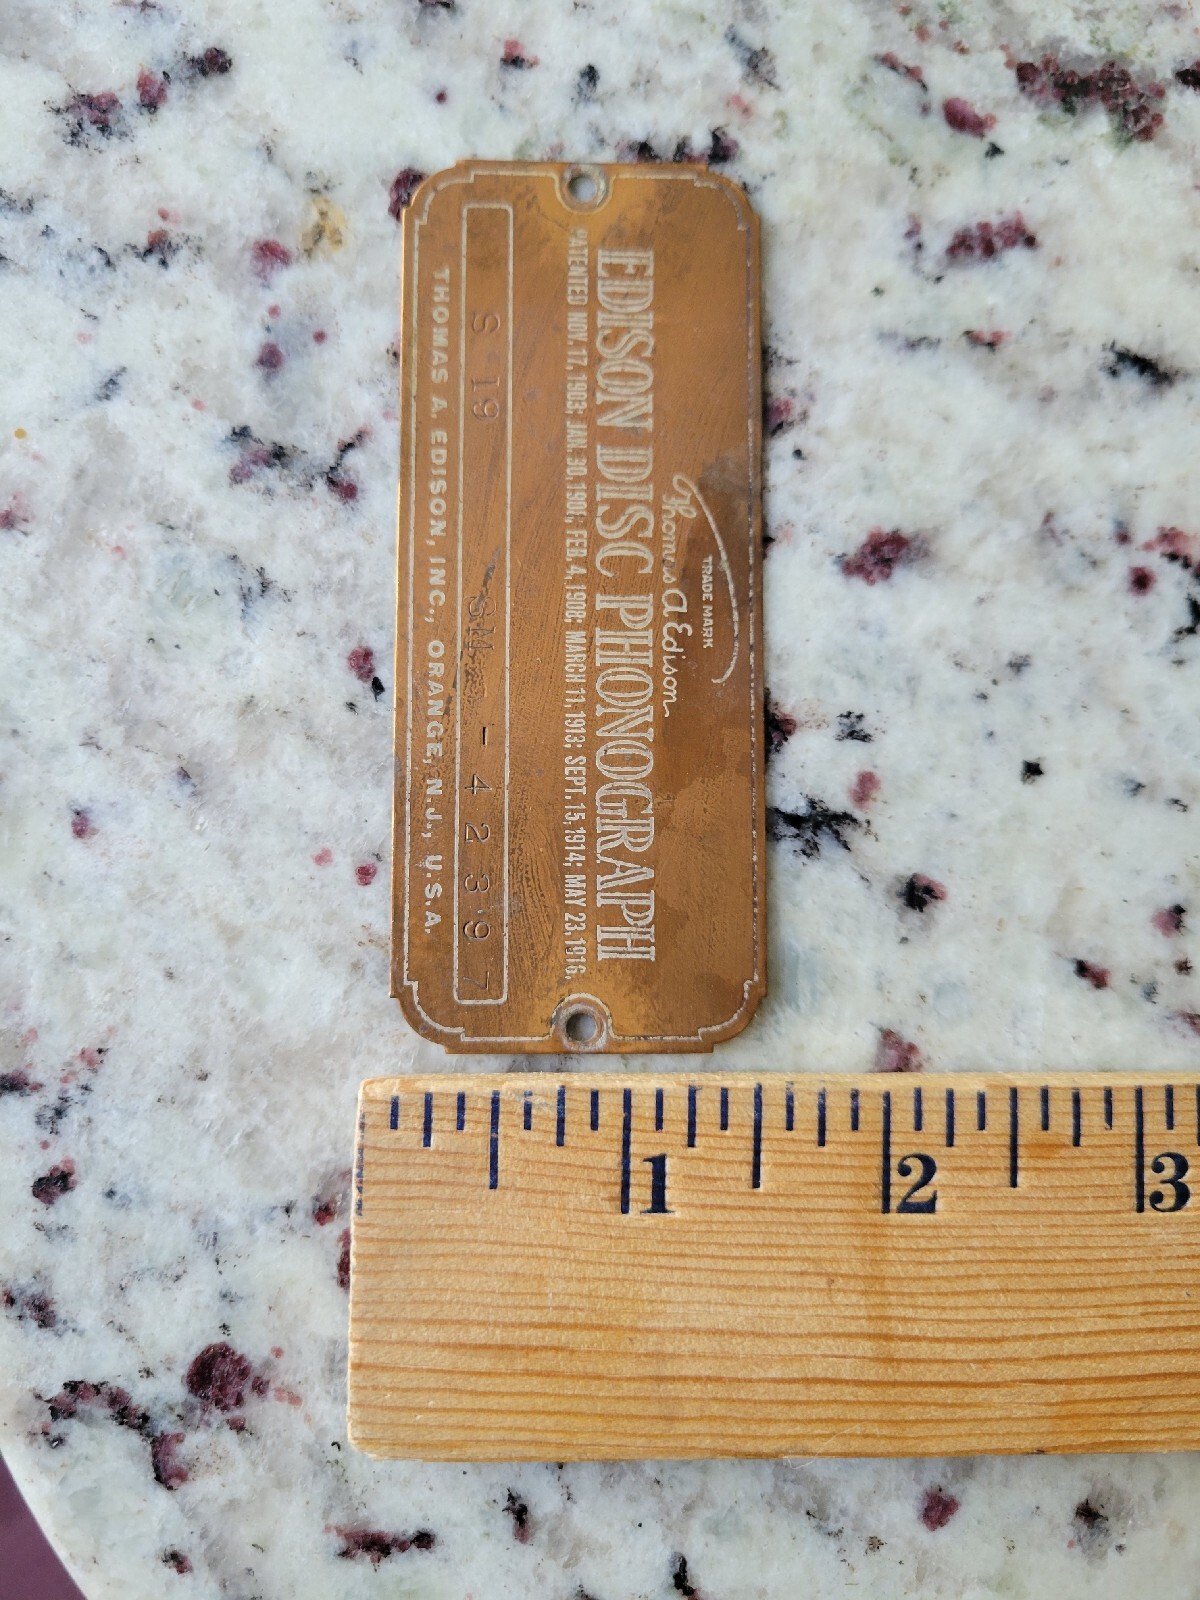 TRADE MARK
Thomas A Edison
EDISON DISC PHONOGRAPH
PATENTED NOV. 17, 1903; JAN. 30, 1906; FEB. 4, 1908; MARCH 11, 1913; SEPT. 15, 1914; MAY 23, 1916.
S 19 SM - 42397
THOMAS A. EDISON, INC., ORANGE, N.J., U.S.A.
1 2 3